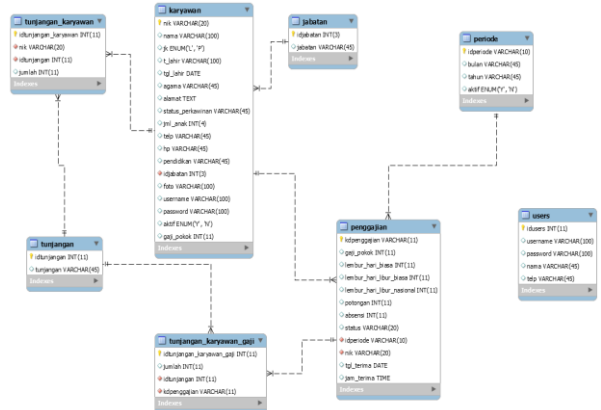 tunjangan_karyawan
idtunjangan_karyawan INT(11)
nik VARCHAR(20)
idtunjangan INT(11)
jumlah INT(11)
Indexes
karyawan
nik VARCHAR(20)
nama VARCHAR(100)
jk ENUM('L', 'P')
t_lahir VARCHAR(100)
tgl_lahir DATE
agama VARCHAR(45)
alamat TEXT
status_perkawinan VARCHAR(45)
jml_anak INT(4)
telp VARCHAR(45)
hp VARCHAR(45)
pendidikan VARCHAR(45)
idjabatan INT(3)
foto VARCHAR(100)
username VARCHAR(100)
password VARCHAR(100)
aktif ENUM('Y', 'N')
gaji_pokok INT(11)
Indexes
jabatan
idjabatan INT(3)
jabatan VARCHAR(45)
Indexes
periode
idperiode VARCHAR(10)
bulan VARCHAR(45)
tahun VARCHAR(45)
aktif ENUM('Y', 'N')
Indexes
tunjangan
idtunjangan INT(11)
tunjangan VARCHAR(45)
Indexes
penggajian
kdpenggajian VARCHAR(11)
gaji_pokok INT(11)
lembur_hari_biasa INT(11)
lembur_hari_libur_biasa INT(11)
lembur_hari_libur_nasional INT(11)
potongan INT(11)
absensi INT(11)
status VARCHAR(20)
idperiode VARCHAR(10)
nik VARCHAR(20)
tgl_terima DATE
jam_terima TIME
Indexes
users
idusers INT(11)
username VARCHAR(100)
password VARCHAR(100)
nama VARCHAR(45)
telp VARCHAR(45)
Indexes
tunjangan_karyawan_gaji
idtunjangan_karyawan_gaji INT(11)
jumlah INT(11)
idtunjangan INT(11)
kdpenggajian VARCHAR(11)
Indexes